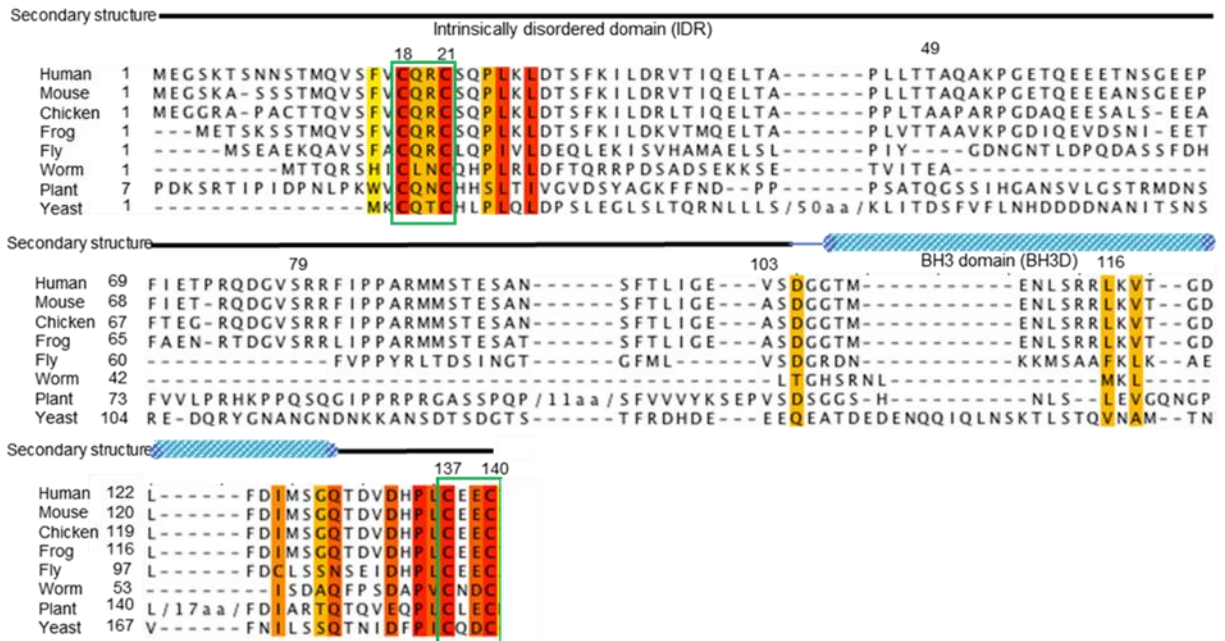 Secondary structure
Intrinsically disordered domain (IDR)
18 21 49
Human 1 MEGSKTSNNSTMQVSFVCQRCSQPLKLDTSFKILDRVTIQELTA------PLLTTAQAKPGETQEEETNSGEEP
Mouse 1 MEGSKA-SSSTMQVSFVCQRCSQPLKLDTSFKILDRVTIQELTA------PLLTTAQAKPGETQEEEANSGEEP
Chicken 1 MEGGRA-PACTTQVSFVCQRCSQPLKLDTSFKILDRLTIQELTA------PPLTAAPARPGDAQEESALS-EEA
Frog 1 ---METSKSSTMQVSFVCQRCSQPLKLDTSFKILDKVTMQELTA------PLVTTAAVKPGDIQEVDSNI-EET
Fly 1 -----MSEAEKQAVSFACQRCLQPIVLDEQLEKISVHAMAELSL------PIY----GDNGNTLDPQDASSFDH
Worm 1 ---------MTTQRSHICLNCQHPLRLDFTQRRPDSADSEKKSE------TVITEA------------------
Plant 7 PDKSRTIPIDPNLPKWVCQNCHHSLTIVGVDSYAGKFFND--PP------PSATQGSSIHGANSVLGSTRMDNS
Yeast 1 ---------------MKCQTCHLPLQLDPSLEGLSLTQRNLLLS/50aa/KLITDSFVFLNHDDDDNANITSNS
Secondary structure
79 103 BH3 domain (BH3D) 116
Human 69 FIETPRQDGVSRRFIPPARMMSTESAN------SFTLIGE---VSDGGTM-----------ENLSRRLKVT--GD
Mouse 68 FIET-RQDGVSRRFIPPARMMSTESAN------SFTLIGE---ASDGGTM-----------ENLSRRLKVT--GD
Chicken 67 FTEG-RQDGVSRRFIPPARMMSTESAT------SFTLIGE---ASDGGTM-----------ENLSRRLKVT--GD
Frog 65 FAEN-RTDGVSRRLIPPARMMSTESAT------SFTLIGE---ASDGGTM-----------ENLSRRLKVT--GD
Fly 60 -------------FVPPYRLTDSINGT------GFML------VSDGRDN-----------KKMSAAFKLK--AE
Worm 42 ------------------------------------------LTGHSRNL---------------MKL------
Plant 73 FVVLPRHKPPQSQGIPPRPRGASSPQP/11aa/SFVVVYKSEPVSDSGGS-H----------NLS--LEVGQNGP
Yeast 104 RE-DQRYGNANGNDNKKANSDTSDGTS------TFRDHDE---EEQEATDEDENQQIQLNSKTLSTQVNAM--TN
Secondary structure
137 140
Human 122 L------FDIMSGQTDVDHPLCEEC
Mouse 120 L------FDIMSGQTDVDHPLCEEC
Chicken 119 L------FDIMSGQTDVDHPLCEEC
Frog 116 L------FDIMSGQTDVDHPLCEEC
Fly 97 L------FDCLSSNSEIDHPLCEEC
Worm 53 --------ISDAQFPSDAPVCNDC
Plant 140 L/17aa/FDIARTQTQVEQPLCLEC
Yeast 167 V------FNILSSQTNIDFPICQDC